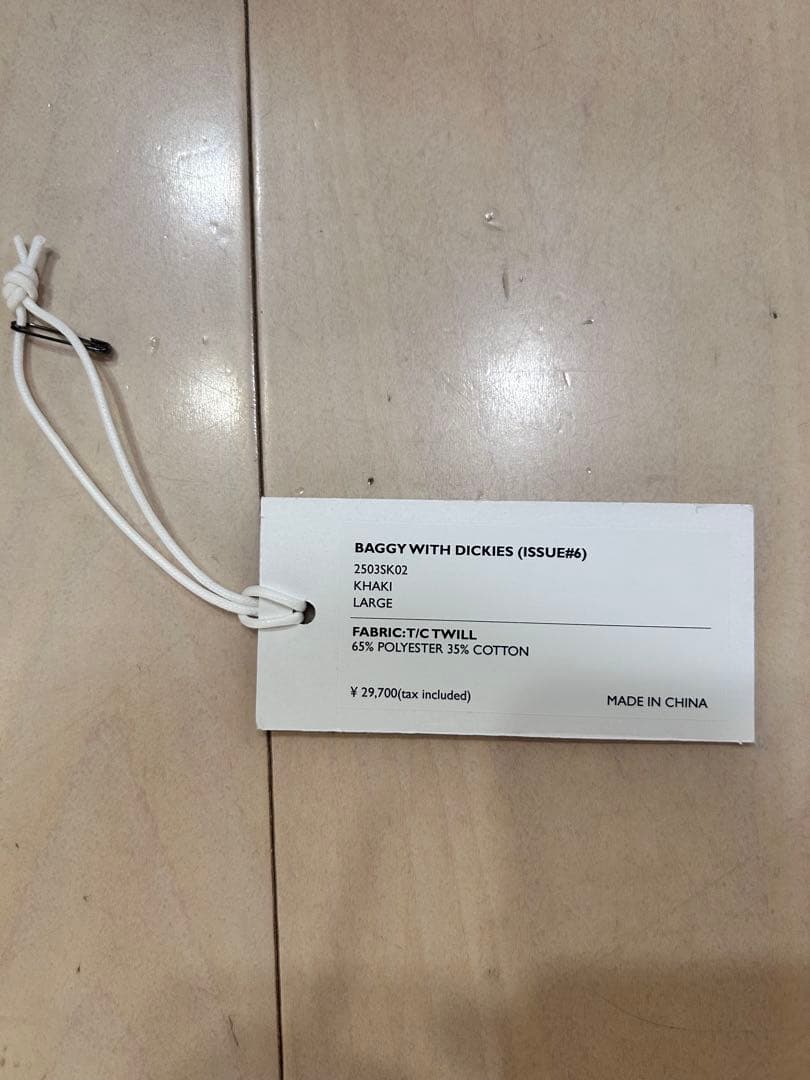 BAGGY WITH DICKIES (ISSUE#6)
2503SK02
KHAKI
LARGE
FABRIC:T/C TWILL
65% POLYESTER 35% COTTON
¥ 29,700(tax included)
MADE IN CHINA